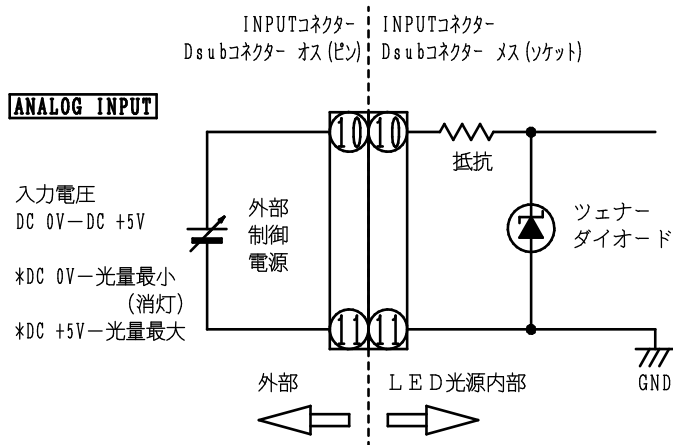 INPUTコネクター
Dsubコネクター オス(ピン)
INPUTコネクター
Dsubコネクター メス(ソケット)
ANALOG INPUT
10
10
抵抗
入力電圧
DC 0V－DC +5V
*DC 0V－光量最小
(消灯)
*DC +5V－光量最大
外部
制御
電源
ツェナー
ダイオード
11
11
外部
ＬＥＤ光源内部
GND